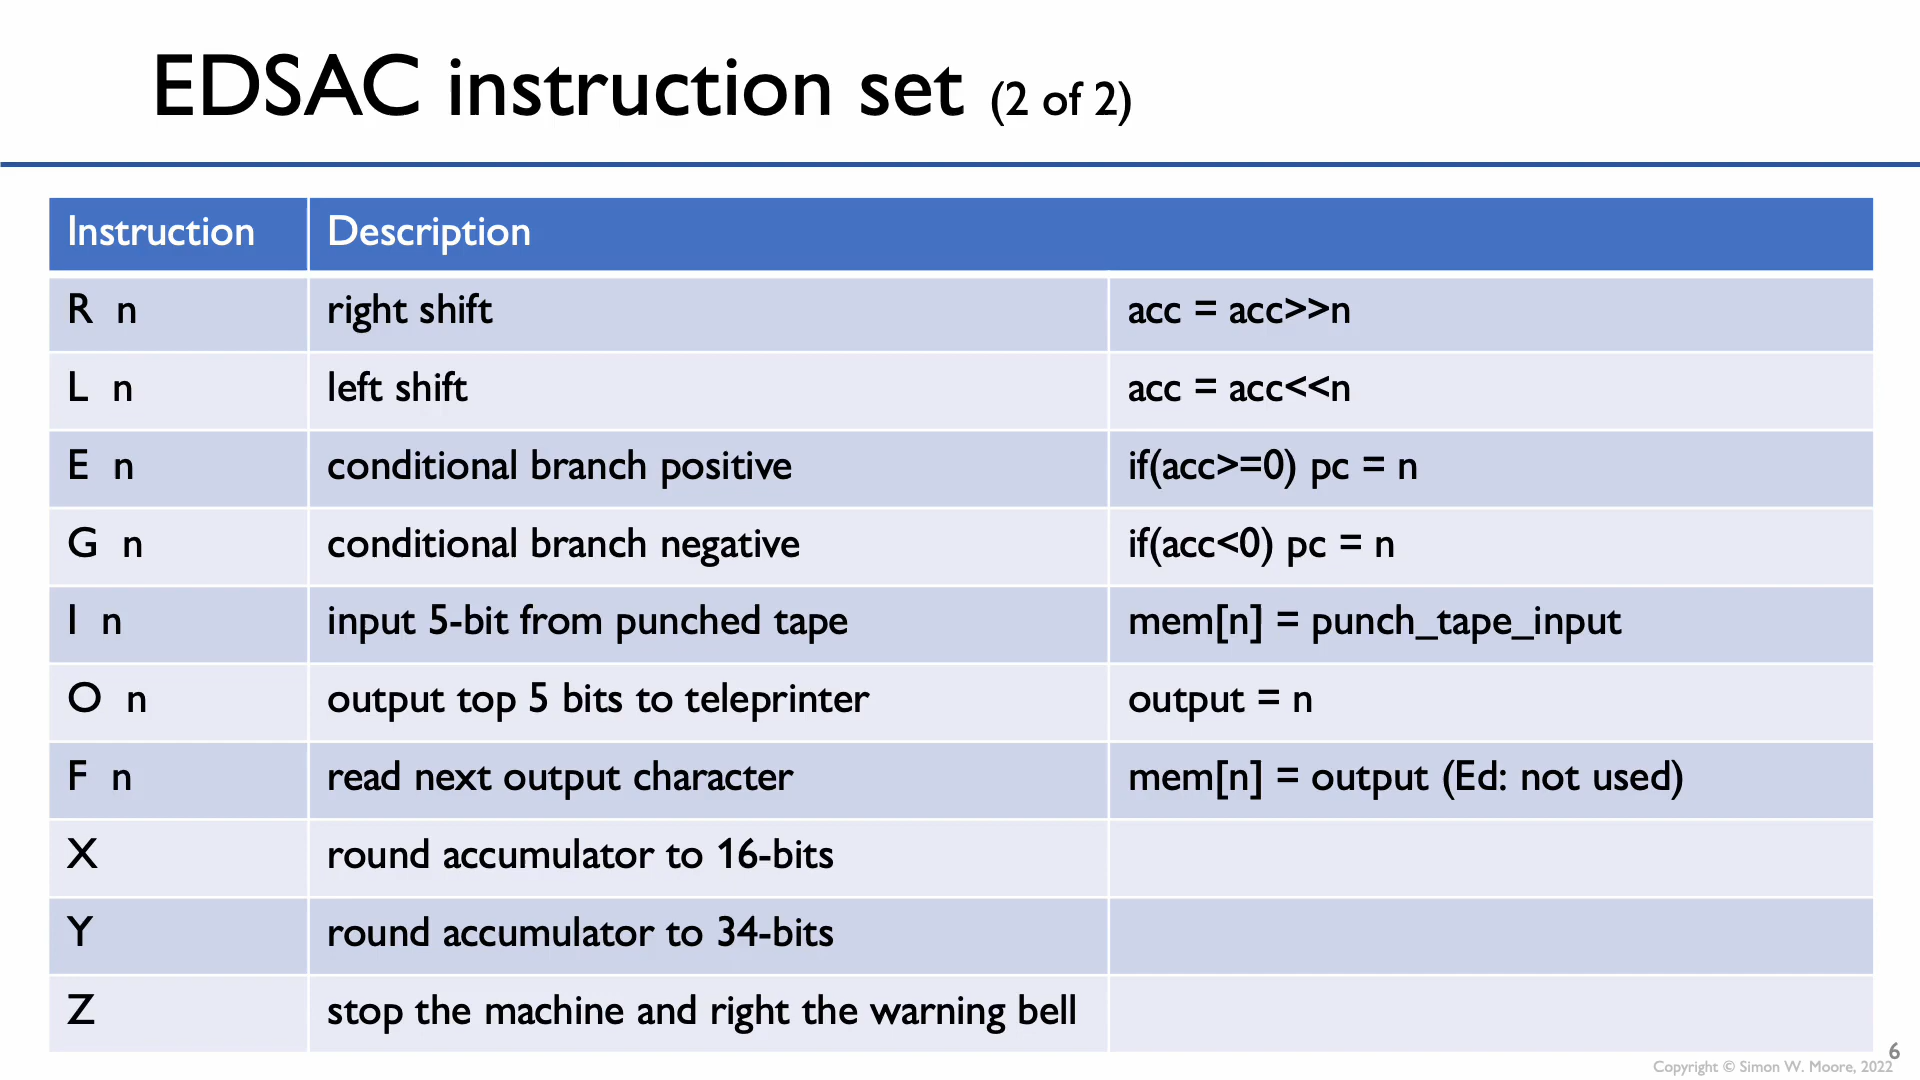 EDSAC instruction set (2 of 2)
Instruction Description
R n right shift acc = acc>>n
L n left shift acc = acc<<n
E n conditional branch positive if(acc>=0) pc = n
G n conditional branch negative if(acc<0) pc = n
I n input 5-bit from punched tape mem[n] = punch_tape_input
O n output top 5 bits to teleprinter output = n
F n read next output character mem[n] = output (Ed: not used)
X round accumulator to 16-bits
Y round accumulator to 34-bits
Z stop the machine and right the warning bell
6
Copyright © Simon W. Moore, 2022